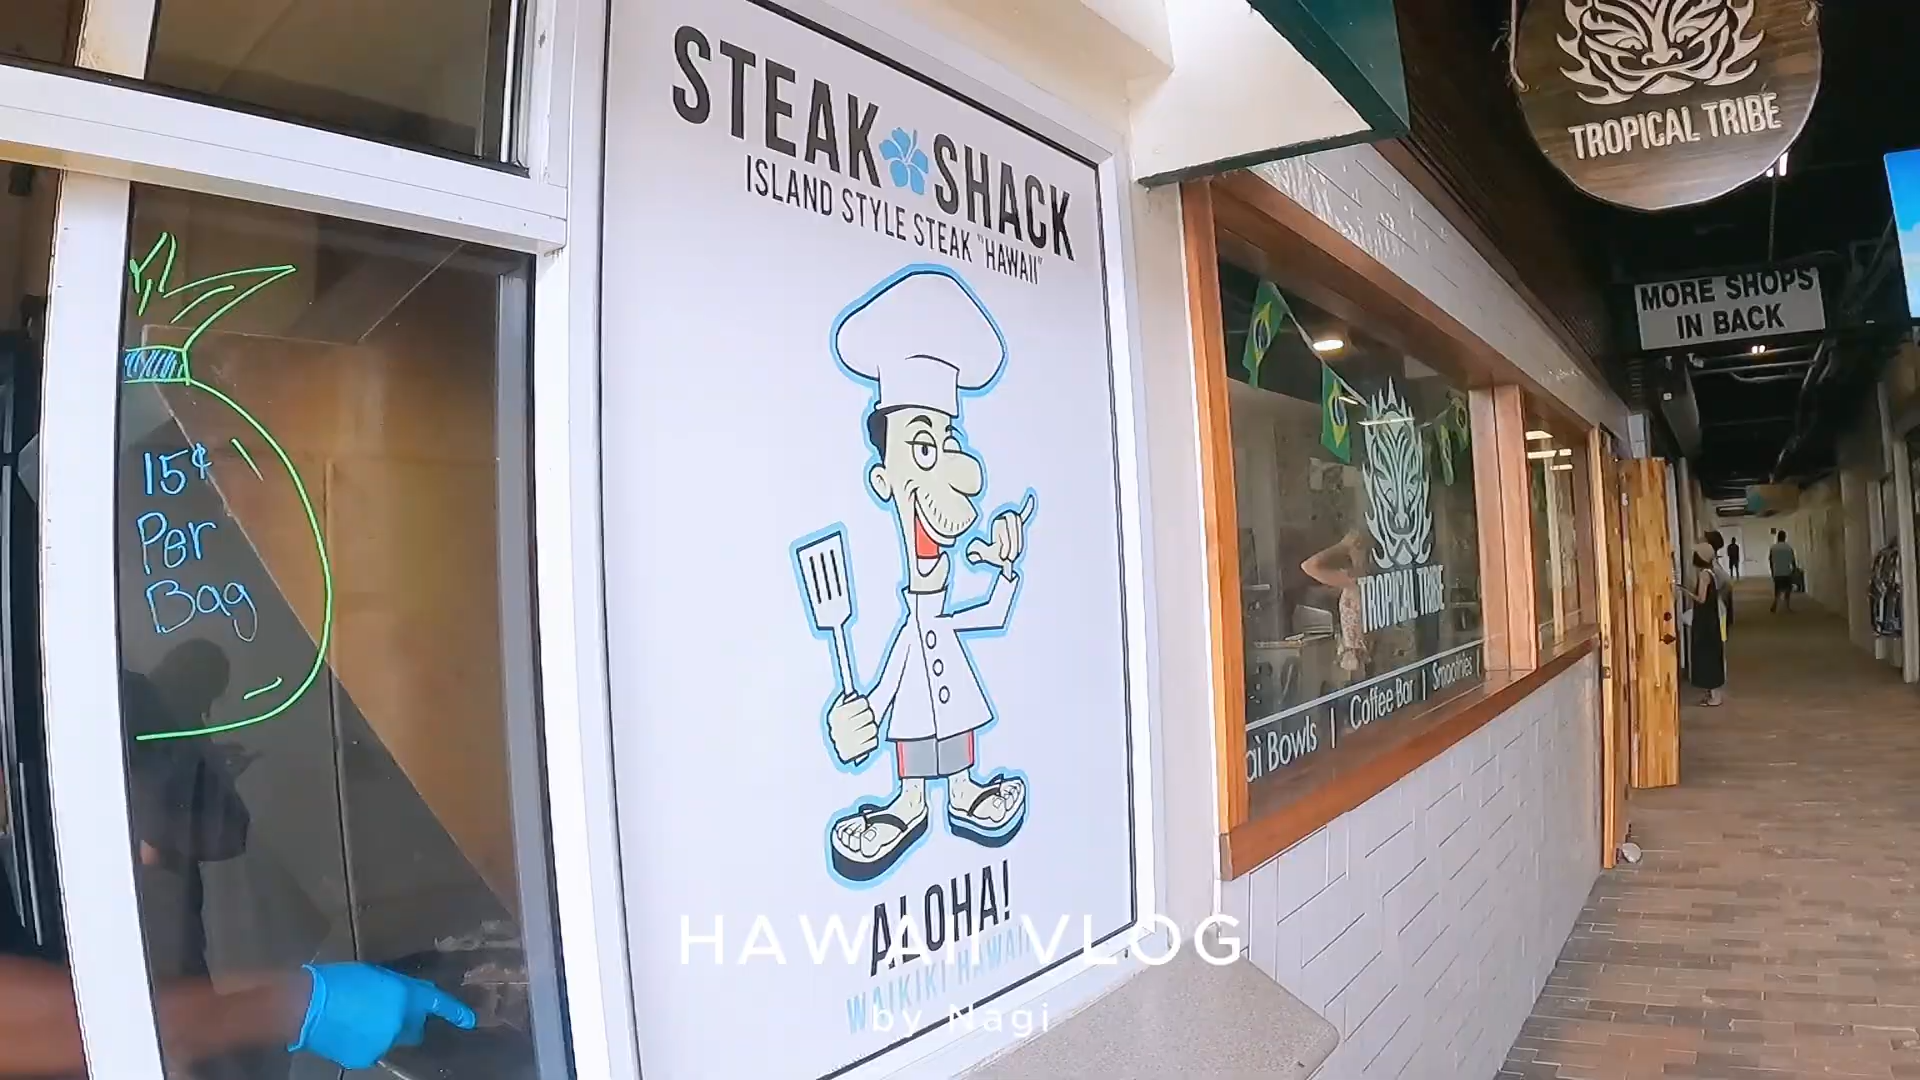 STEAK SHACK
ISLAND STYLE STEAK "HAWAII"
15¢
Per
Bag
ALOHA!
WAIKIKI HAWAII
TROPICAL TRIBE
MORE SHOPS
IN BACK
TROPICAL TRIBE
Bowls | Coffee Bar | Smoothies |
HAWAII VLOG
by Nagi